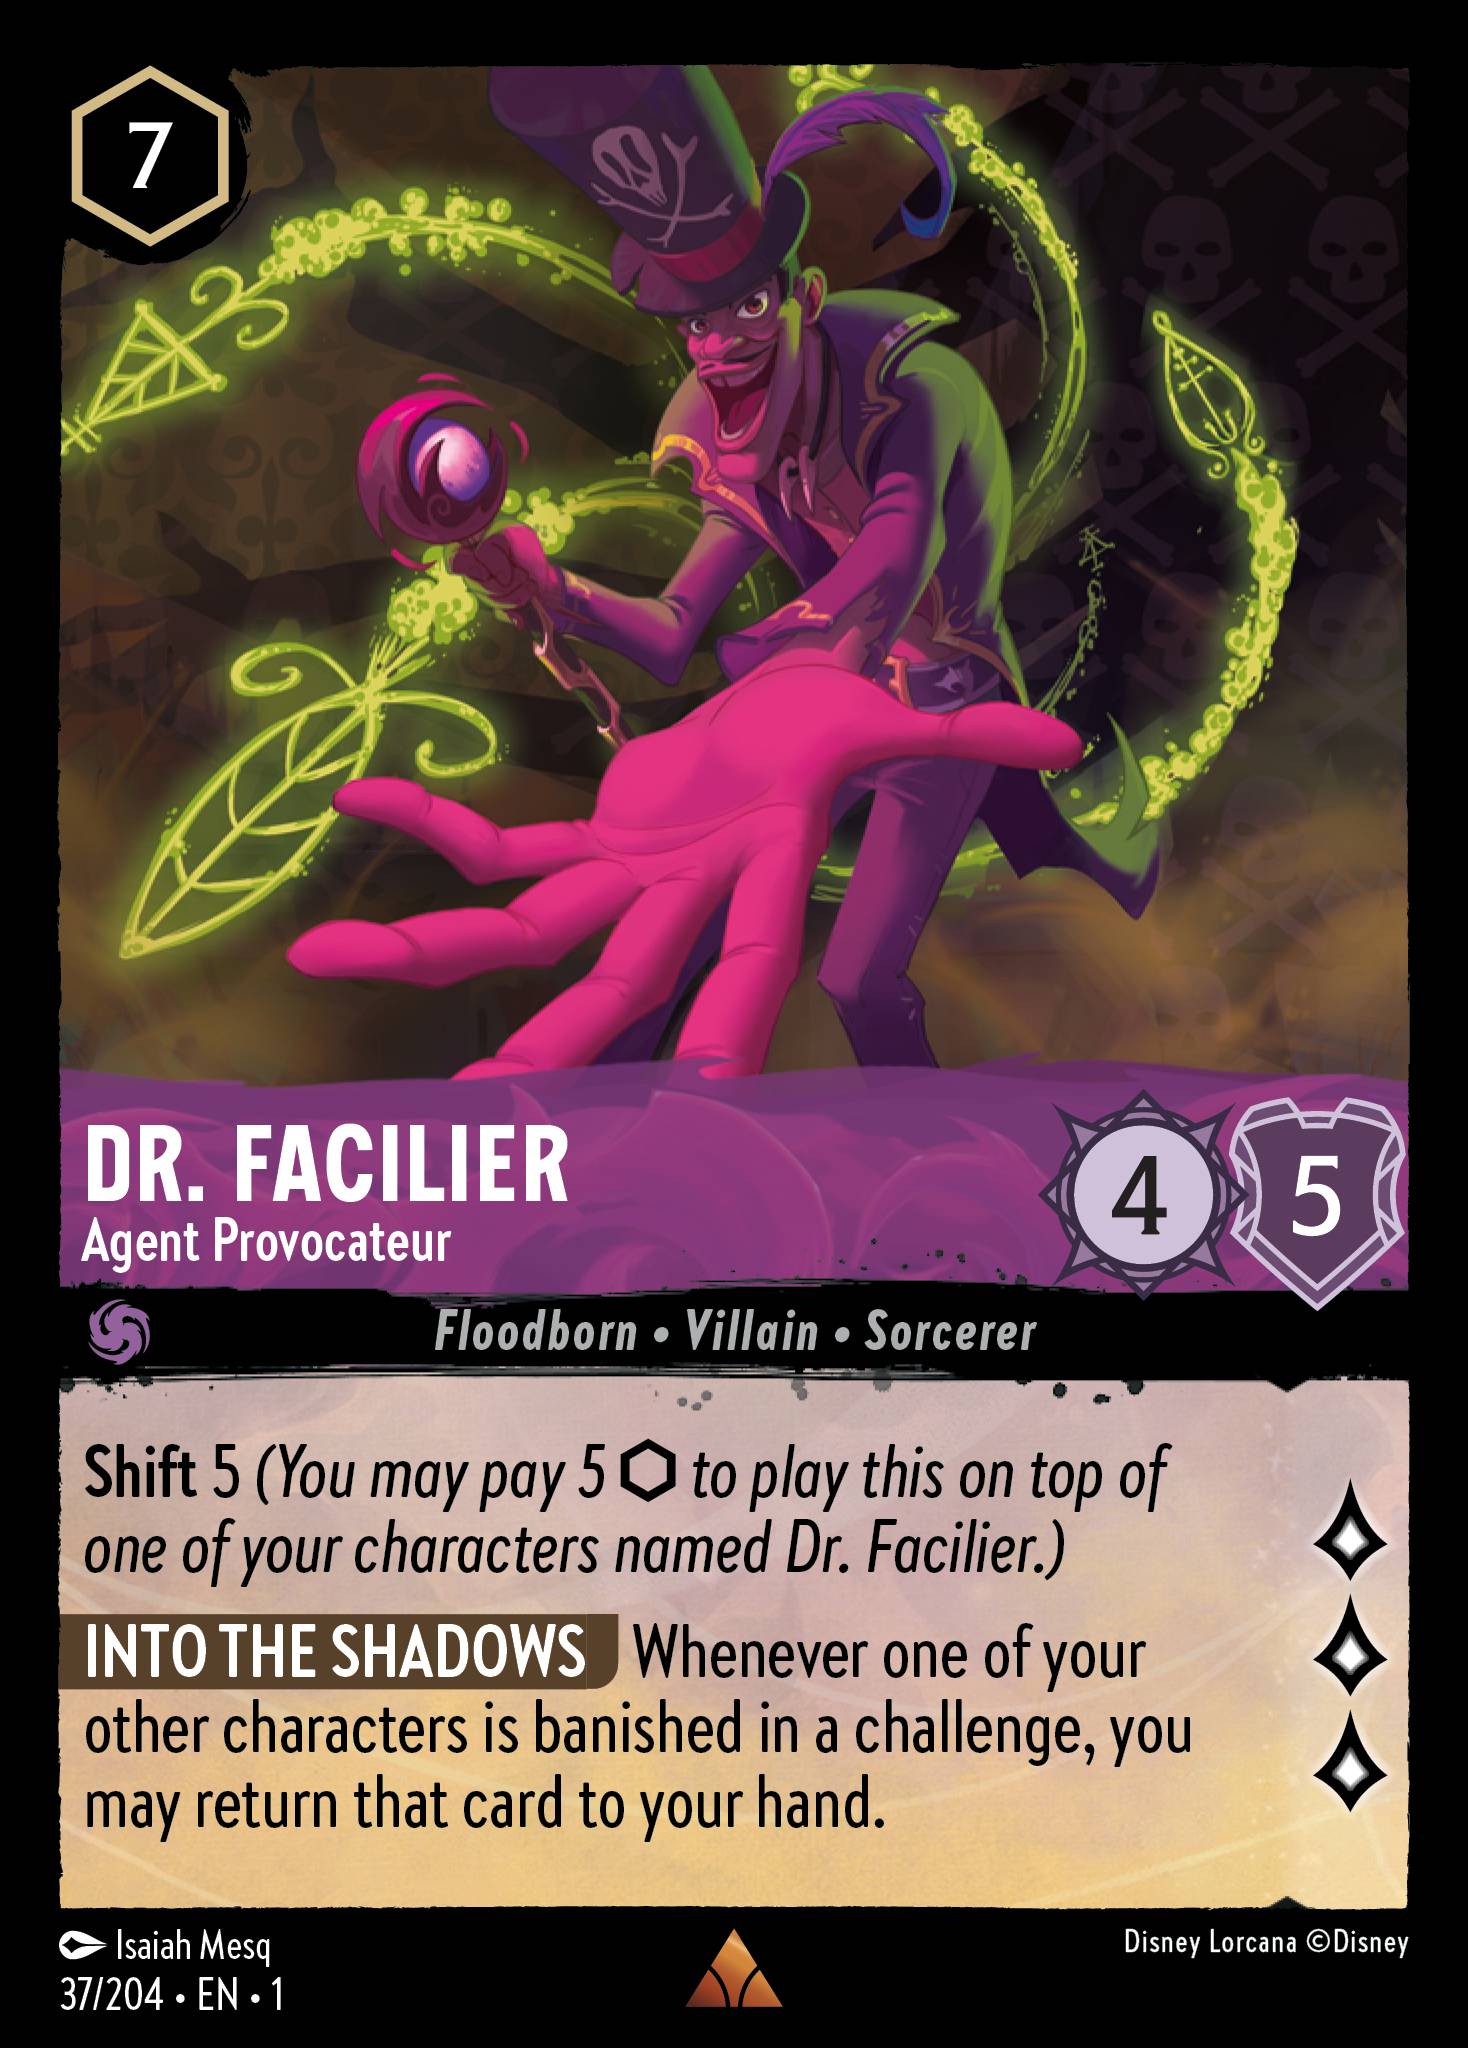 7
DR. FACILIER
Agent Provocateur
4
5
Floodborn • Villain • Sorcerer
Shift 5 (You may pay 5 ⬡ to play this on top of
one of your characters named Dr. Facilier.)
INTO THE SHADOWS Whenever one of your
other characters is banished in a challenge, you
may return that card to your hand.
Isaiah Mesq
Disney Lorcana ©Disney
37/204 • EN • 1